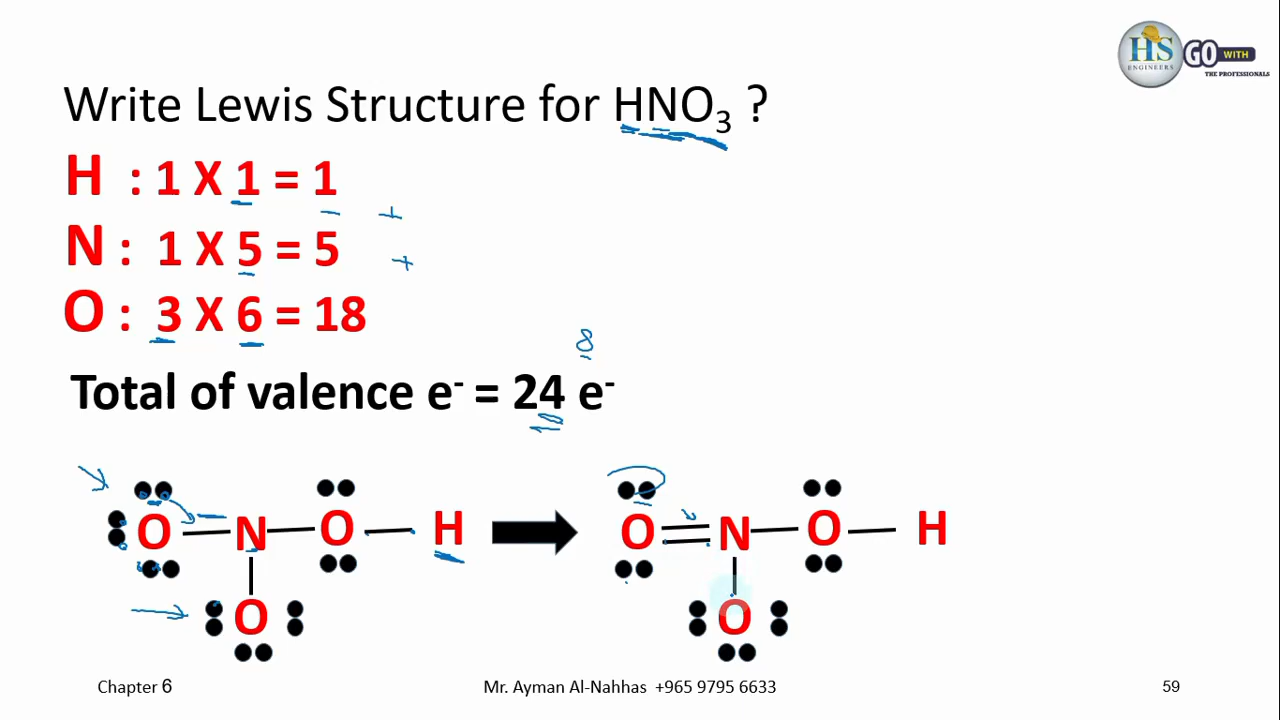 HS
ENGINEERS
GO WITH
THE PROFESSIONALS
Write Lewis Structure for HNO₃ ?
H : 1 X 1 = 1
+
N : 1 X 5 = 5
+
O : 3 X 6 = 18
8
Total of valence e⁻ = 24 e⁻
O N O H O N O H
O O
Chapter 6 Mr. Ayman Al-Nahhas +965 9795 6633 59